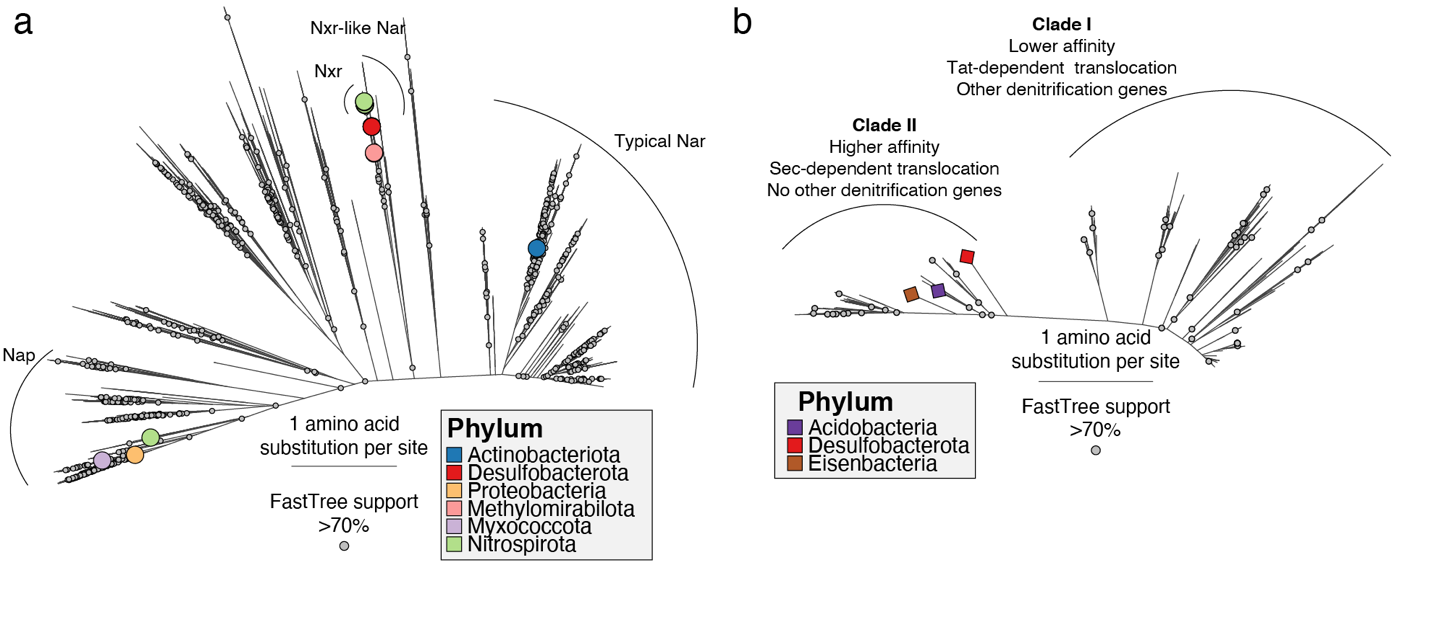 a
Nxr-like Nar
Nxr
Typical Nar
Nap
1 amino acid
substitution per site
FastTree support
>70%
Phylum
Actinobacteriota
Desulfobacterota
Proteobacteria
Methylomirabilota
Myxococcota
Nitrospirota
b
Clade I
Lower affinity
Tat-dependent translocation
Other denitrification genes
Clade II
Higher affinity
Sec-dependent translocation
No other denitrification genes
1 amino acid
substitution per site
FastTree support
>70%
Phylum
Acidobacteria
Desulfobacterota
Eisenbacteria